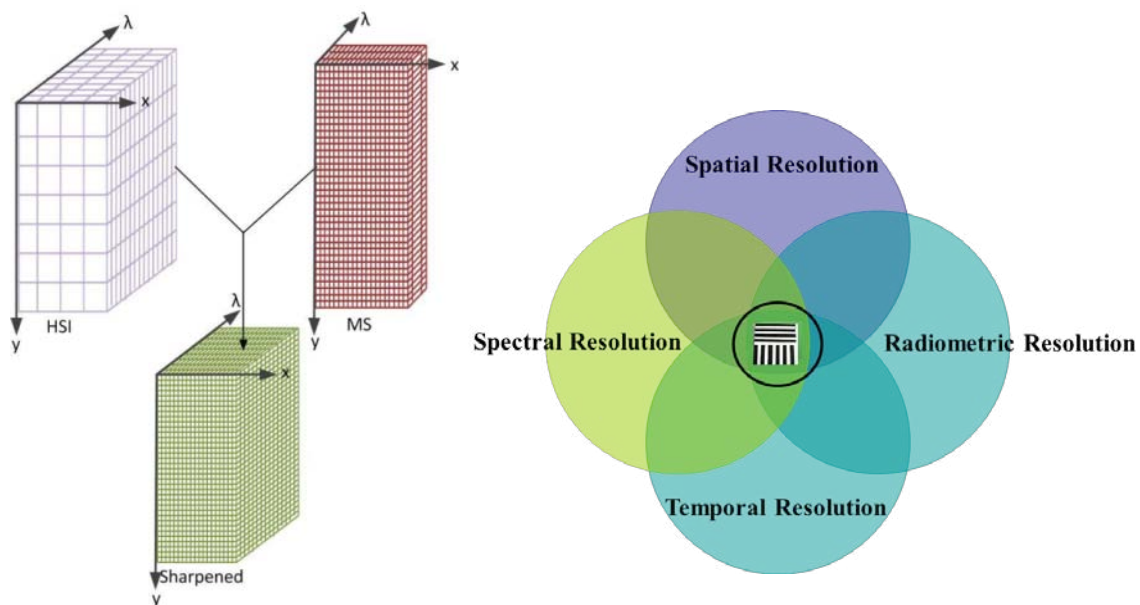 λ
x
y
HSI
λ
x
y
MS
λ
x
y
Sharpened
Spatial Resolution
Spectral Resolution
Radiometric Resolution
Temporal Resolution